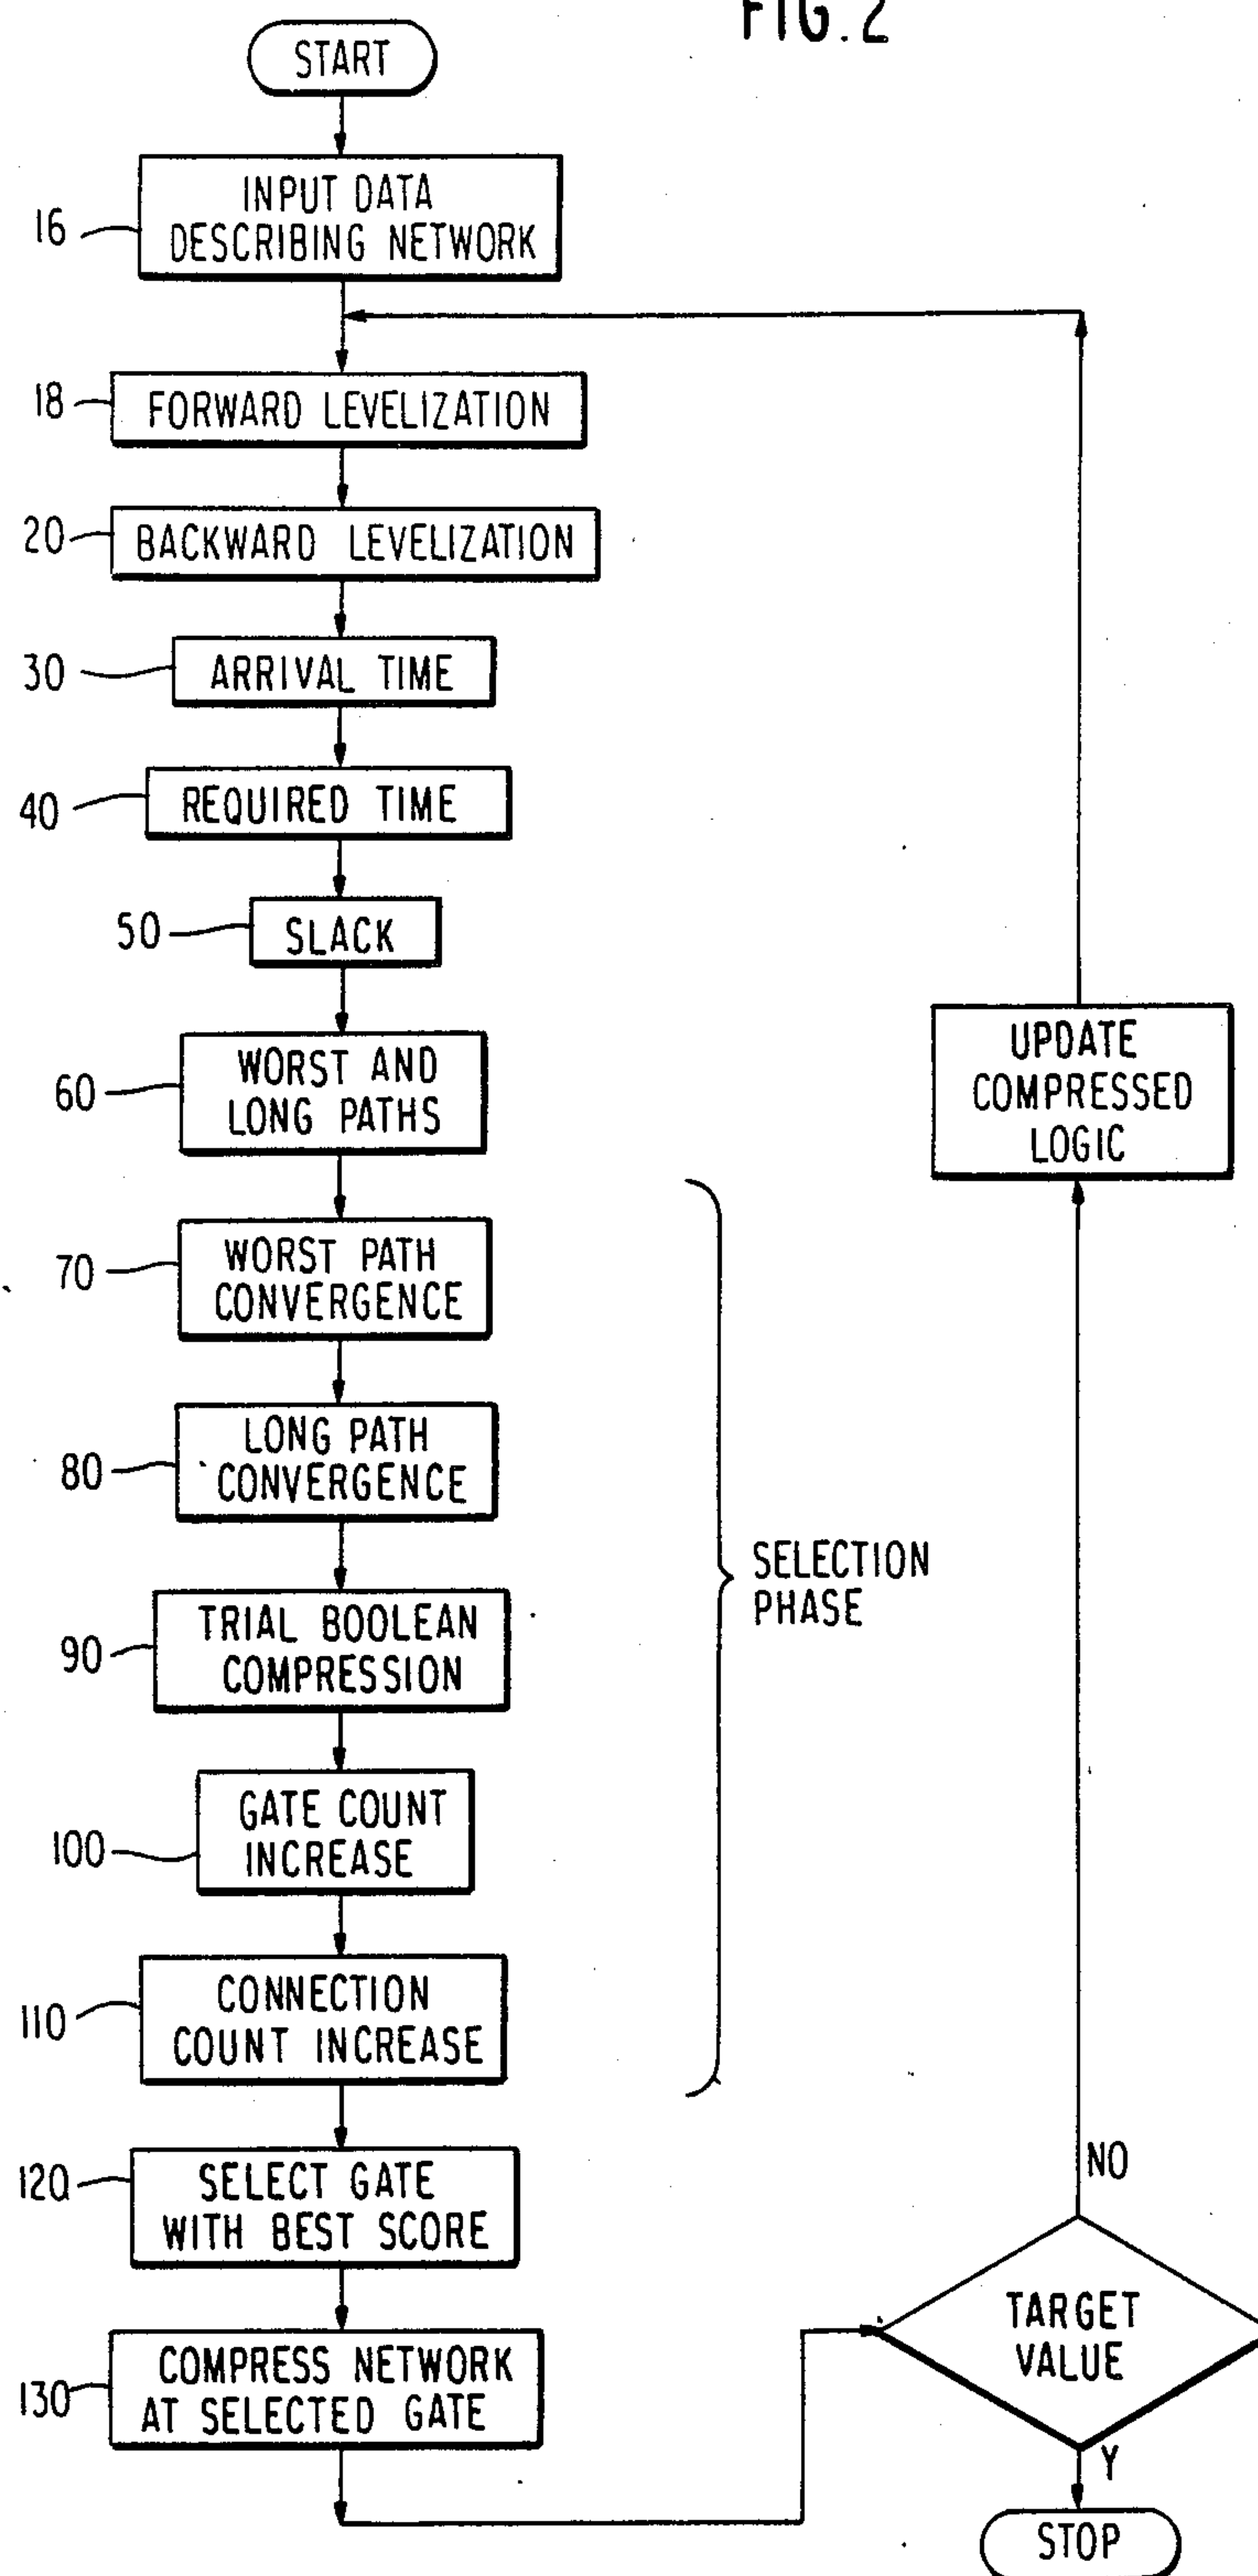 FIG.2
START
16
INPUT DATA
DESCRIBING NETWORK
18
FORWARD LEVELIZATION
20
BACKWARD LEVELIZATION
30
ARRIVAL TIME
40
REQUIRED TIME
50
SLACK
60
WORST AND
LONG PATHS
70
WORST PATH
CONVERGENCE
80
LONG PATH
CONVERGENCE
90
TRIAL BOOLEAN
COMPRESSION
100
GATE COUNT
INCREASE
110
CONNECTION
COUNT INCREASE
SELECTION
PHASE
120
SELECT GATE
WITH BEST SCORE
130
COMPRESS NETWORK
AT SELECTED GATE
TARGET
VALUE
NO
UPDATE
COMPRESSED
LOGIC
Y
STOP